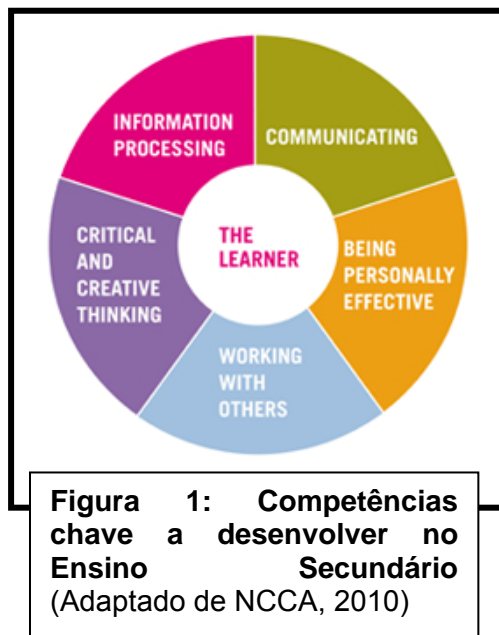 INFORMATION
PROCESSING
COMMUNICATING
CRITICAL
AND
CREATIVE
THINKING
THE
LEARNER
BEING
PERSONALLY
EFFECTIVE
WORKING
WITH
OTHERS
Figura 1: Competências
chave a desenvolver no
Ensino Secundário
(Adaptado de NCCA, 2010)